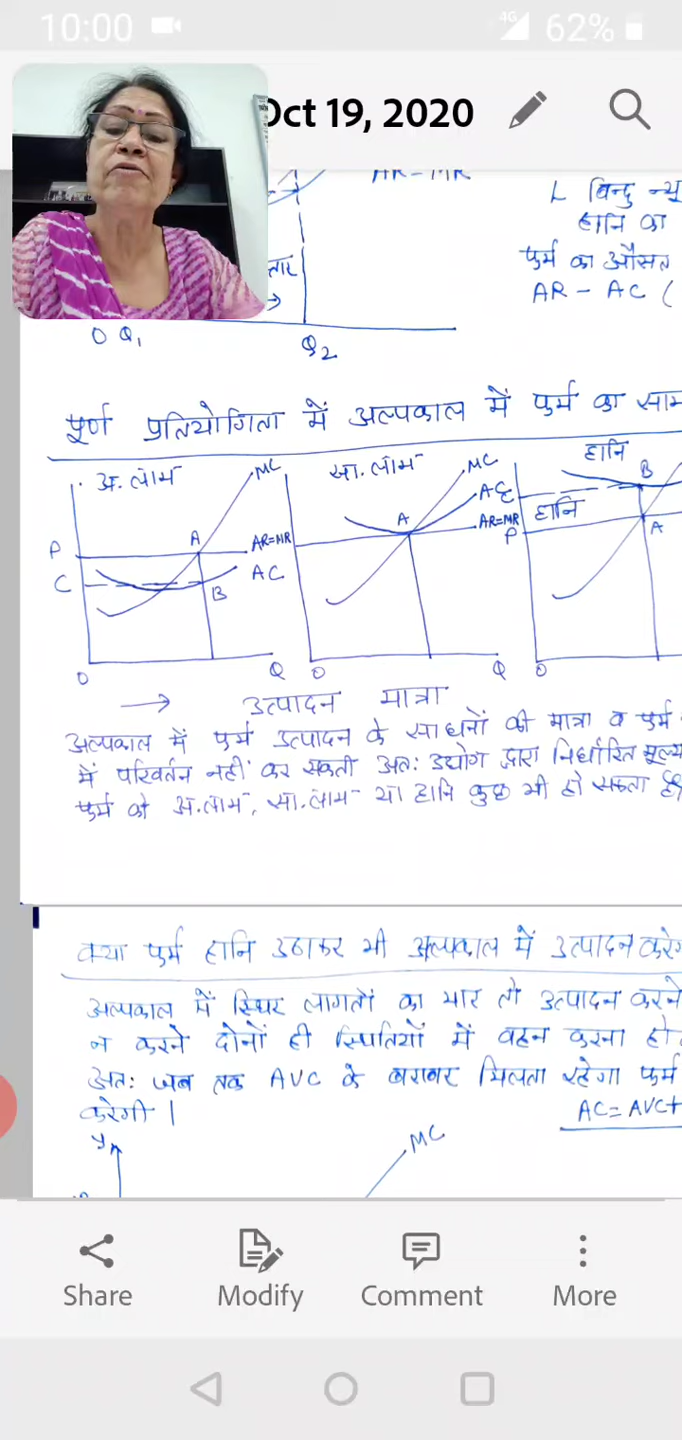 10:00
4G 62%
Oct 19, 2020
AR-MR
L बिन्दु न्यू
हानि का
फर्म का औसत
AR - AC (
O Q₁
Q₂
पूर्ण प्रतियोगिता में अल्पकाल में फर्म का साम
अ. लाभ
MC
P
A
AR=MR
C
B
AC
O
Q
सा. लाभ
MC
AC
A
AR=MR
O
Q
हानि
B
C
हानि
P
A
O
→ उत्पादन मात्रा
अल्पकाल में फर्म उत्पादन के साधनों की मात्रा व फर्म
में परिवर्तन नहीं कर सकती अतः उद्योग द्वारा निर्धारित मूल्य
फर्म को अ.लाभ, सा.लाभ या हानि कुछ भी हो सकता है
क्या फर्म हानि उठाकर भी अल्पकाल में उत्पादन करेग
अल्पकाल में स्थिर लागतों का भार तो उत्पादन करने
न करने दोनों ही स्थितियों में वहन करना हो
अतः जब तक AVC के बराबर मिलता रहेगा फर्म
करेगी।
AC= AVC+
y
MC
Share
Modify
Comment
More